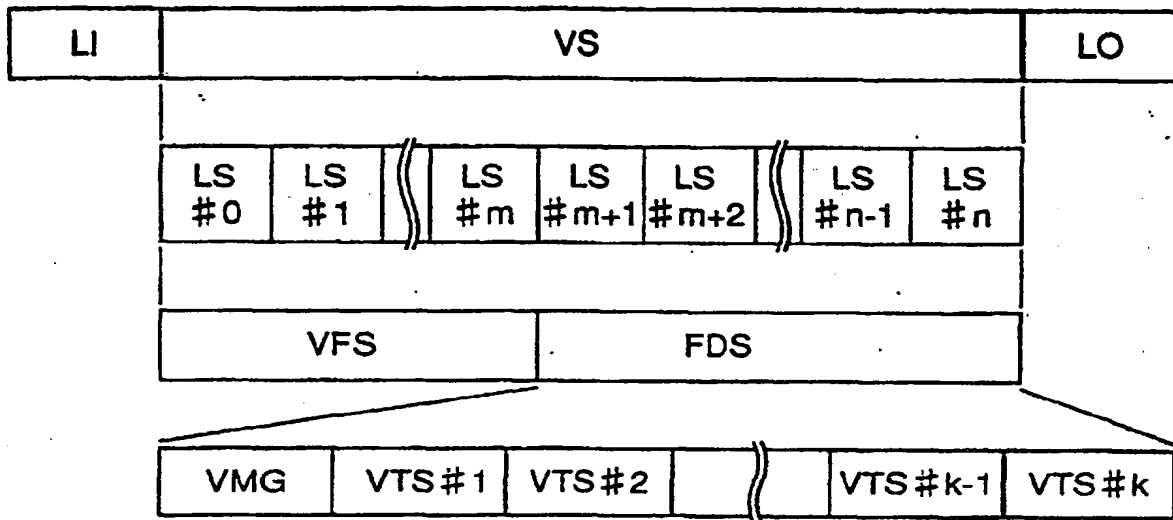 LI VS LO
LS #0 LS #1 LS #m LS #m+1 LS #m+2 LS #n-1 LS #n
VFS FDS
VMG VTS#1 VTS#2 VTS#k-1 VTS#k